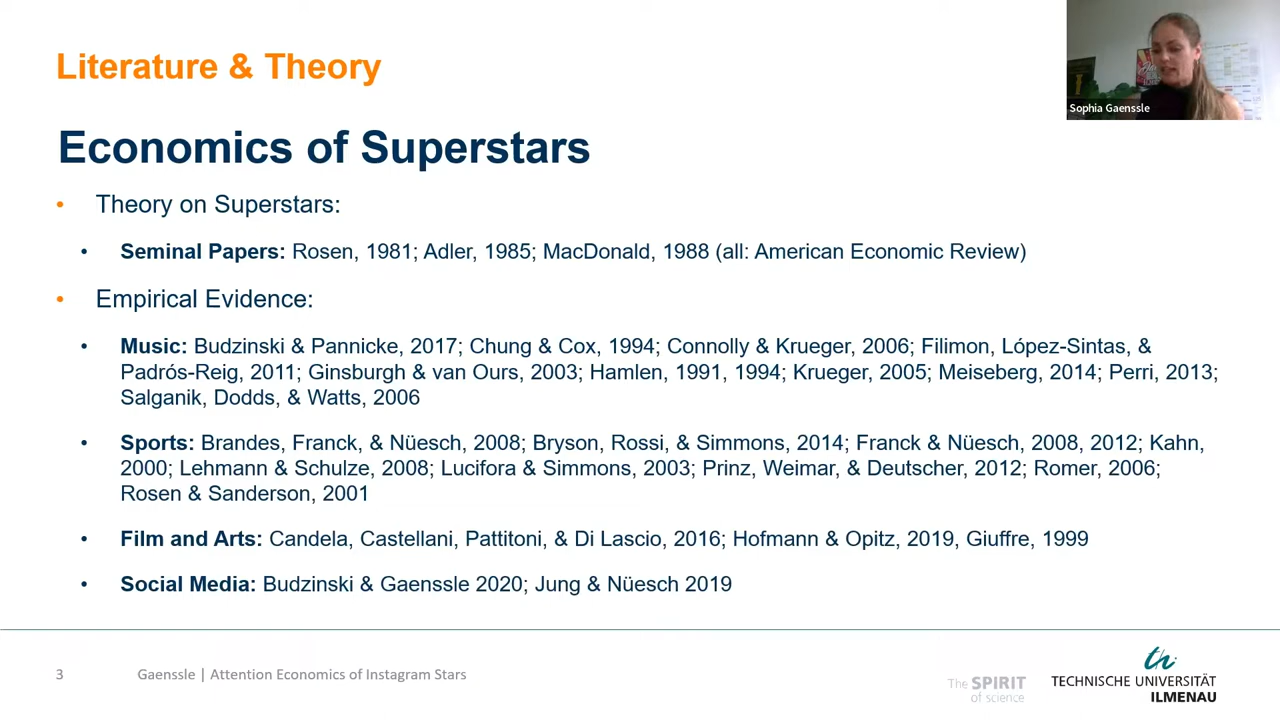 Literature & Theory
Sophia Gaenssle
Economics of Superstars
• Theory on Superstars:
• Seminal Papers: Rosen, 1981; Adler, 1985; MacDonald, 1988 (all: American Economic Review)
• Empirical Evidence:
• Music: Budzinski & Pannicke, 2017; Chung & Cox, 1994; Connolly & Krueger, 2006; Filimon, López-Sintas, &
Padrós-Reig, 2011; Ginsburgh & van Ours, 2003; Hamlen, 1991, 1994; Krueger, 2005; Meiseberg, 2014; Perri, 2013;
Salganik, Dodds, & Watts, 2006
• Sports: Brandes, Franck, & Nüesch, 2008; Bryson, Rossi, & Simmons, 2014; Franck & Nüesch, 2008, 2012; Kahn,
2000; Lehmann & Schulze, 2008; Lucifora & Simmons, 2003; Prinz, Weimar, & Deutscher, 2012; Romer, 2006;
Rosen & Sanderson, 2001
• Film and Arts: Candela, Castellani, Pattitoni, & Di Lascio, 2016; Hofmann & Opitz, 2019, Giuffre, 1999
• Social Media: Budzinski & Gaenssle 2020; Jung & Nüesch 2019
3
Gaenssle | Attention Economics of Instagram Stars
The SPIRIT
of science
th
TECHNISCHE UNIVERSITÄT
ILMENAU